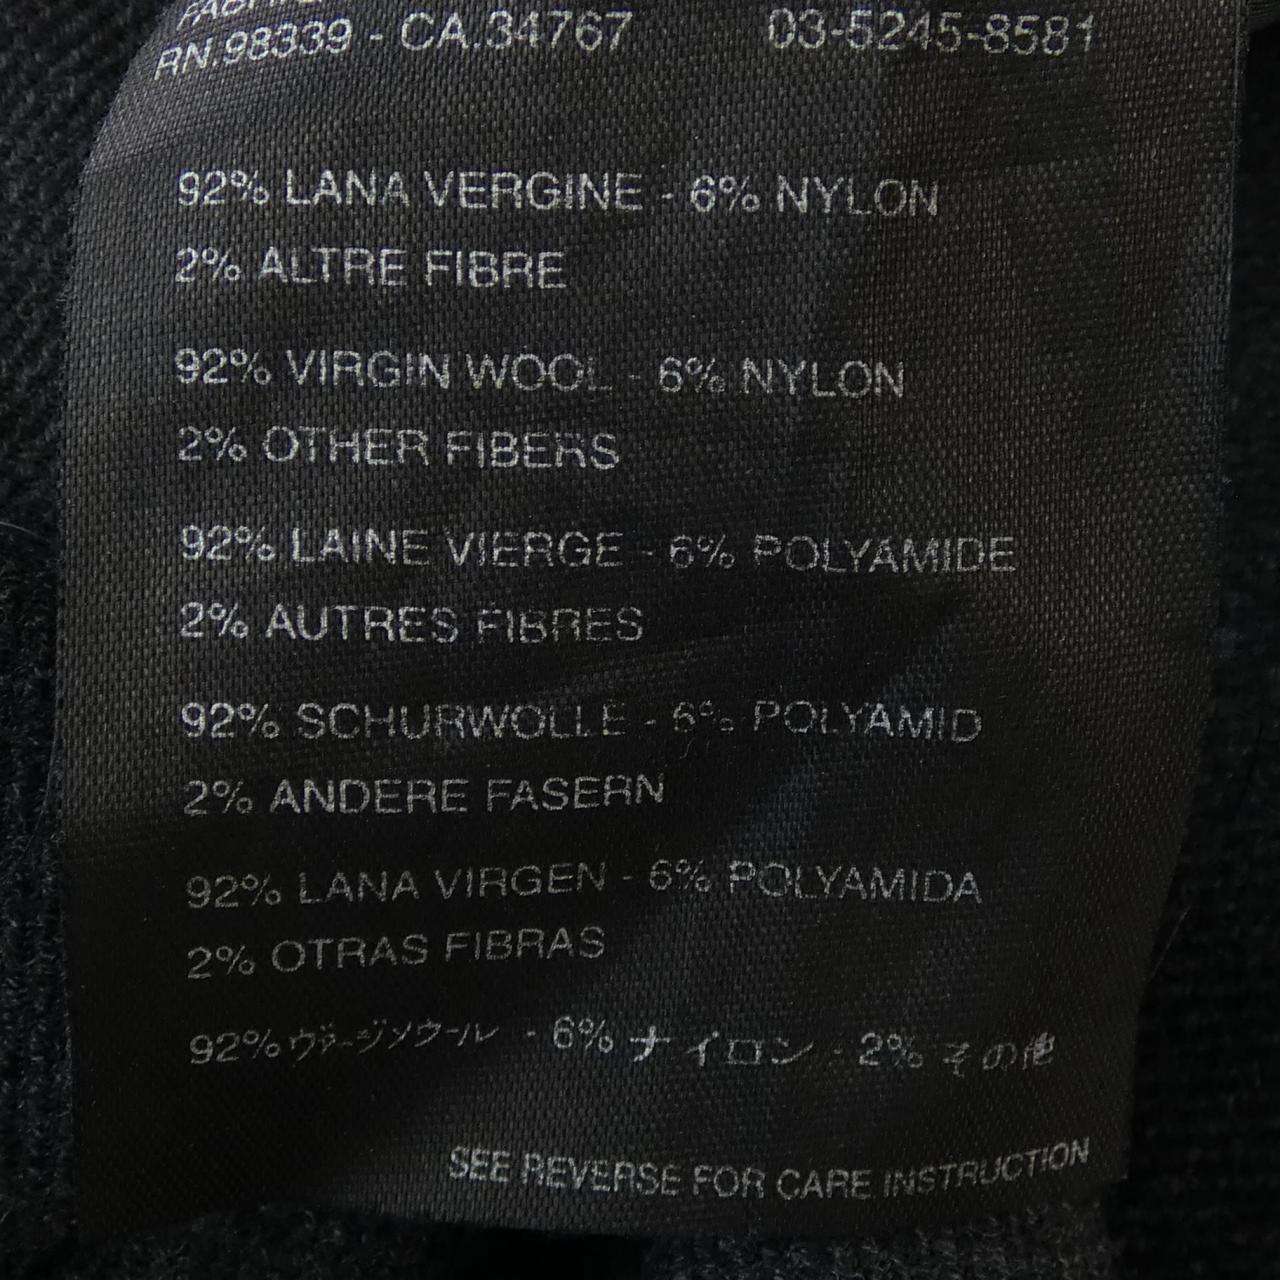 RN.98339 - CA.34767 03-5245-8581
92% LANA VERGINE - 6% NYLON
2% ALTRE FIBRE
92% VIRGIN WOOL - 6% NYLON
2% OTHER FIBERS
92% LAINE VIERGE - 6% POLYAMIDE
2% AUTRES FIBRES
92% SCHURWOLLE - 6% POLYAMID
2% ANDERE FASERN
92% LANA VIRGEN - 6% POLYAMIDA
2% OTRAS FIBRAS
92% ヴァージンウール - 6% ナイロン - 2% その他
SEE REVERSE FOR CARE INSTRUCTION